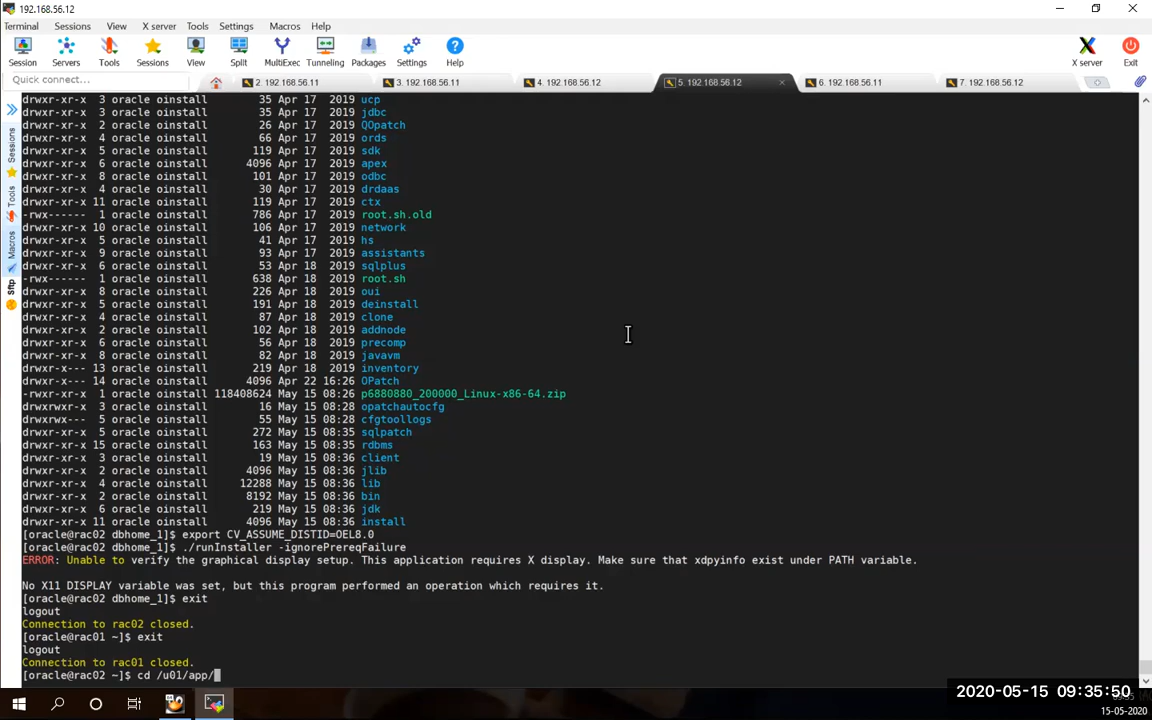 192.168.56.12
Terminal Sessions View X server Tools Settings Macros Help
Session Servers Tools Sessions View Split MultiExec Tunneling Packages Settings Help X server Exit
Quick connect...
2. 192.168.56.11
3. 192.168.56.11
4. 192.168.56.12
5. 192.168.56.12
6. 192.168.56.11
7. 192.168.56.12
Sessions
Tools
Macros
Sftp
drwxr-xr-x 3 oracle oinstall 35 Apr 17 2019 ucp
drwxr-xr-x 3 oracle oinstall 35 Apr 17 2019 jdbc
drwxr-xr-x 2 oracle oinstall 26 Apr 17 2019 QOpatch
drwxr-xr-x 4 oracle oinstall 66 Apr 17 2019 ords
drwxr-xr-x 5 oracle oinstall 119 Apr 17 2019 sdk
drwxr-xr-x 6 oracle oinstall 4096 Apr 17 2019 apex
drwxr-xr-x 8 oracle oinstall 101 Apr 17 2019 odbc
drwxr-xr-x 4 oracle oinstall 30 Apr 17 2019 drdaas
drwxr-xr-x 11 oracle oinstall 119 Apr 17 2019 ctx
-rwx------ 1 oracle oinstall 786 Apr 17 2019 root.sh.old
drwxr-xr-x 10 oracle oinstall 106 Apr 17 2019 network
drwxr-xr-x 5 oracle oinstall 41 Apr 17 2019 hs
drwxr-xr-x 9 oracle oinstall 93 Apr 17 2019 assistants
drwxr-xr-x 6 oracle oinstall 53 Apr 18 2019 sqlplus
-rwx------ 1 oracle oinstall 638 Apr 18 2019 root.sh
drwxr-xr-x 8 oracle oinstall 226 Apr 18 2019 oui
drwxr-xr-x 5 oracle oinstall 191 Apr 18 2019 deinstall
drwxr-xr-x 4 oracle oinstall 87 Apr 18 2019 clone
drwxr-xr-x 2 oracle oinstall 102 Apr 18 2019 addnode
drwxr-xr-x 6 oracle oinstall 56 Apr 18 2019 precomp
drwxr-xr-x 8 oracle oinstall 82 Apr 18 2019 javavm
drwxr-x--- 13 oracle oinstall 219 Apr 18 2019 inventory
drwxr-x--- 14 oracle oinstall 4096 Apr 22 16:26 OPatch
-rwxr-xr-x 1 oracle oinstall 118408624 May 15 08:26 p6880880_200000_Linux-x86-64.zip
drwxrwxr-x 3 oracle oinstall 16 May 15 08:28 opatchautocfg
drwxrwx--- 5 oracle oinstall 55 May 15 08:28 cfgtoollogs
drwxr-xr-x 5 oracle oinstall 272 May 15 08:35 sqlpatch
drwxr-xr-x 15 oracle oinstall 163 May 15 08:35 rdbms
drwxr-xr-x 3 oracle oinstall 19 May 15 08:36 client
drwxr-xr-x 2 oracle oinstall 4096 May 15 08:36 jlib
drwxr-xr-x 4 oracle oinstall 12288 May 15 08:36 lib
drwxr-xr-x 2 oracle oinstall 8192 May 15 08:36 bin
drwxr-xr-x 6 oracle oinstall 219 May 15 08:36 jdk
drwxr-xr-x 11 oracle oinstall 4096 May 15 08:36 install
[oracle@rac02 dbhome_1]$ export CV_ASSUME_DISTID=OEL8.0
[oracle@rac02 dbhome_1]$ ./runInstaller -ignorePrereqFailure
ERROR: Unable to verify the graphical display setup. This application requires X display. Make sure that xdpyinfo exist under PATH variable.
No X11 DISPLAY variable was set, but this program performed an operation which requires it.
[oracle@rac02 dbhome_1]$ exit
logout
Connection to rac02 closed.
[oracle@rac01 ~]$ exit
logout
Connection to rac01 closed.
[oracle@rac02 ~]$ cd /u01/app/
2020-05-15 09:35:50
15-05-2020